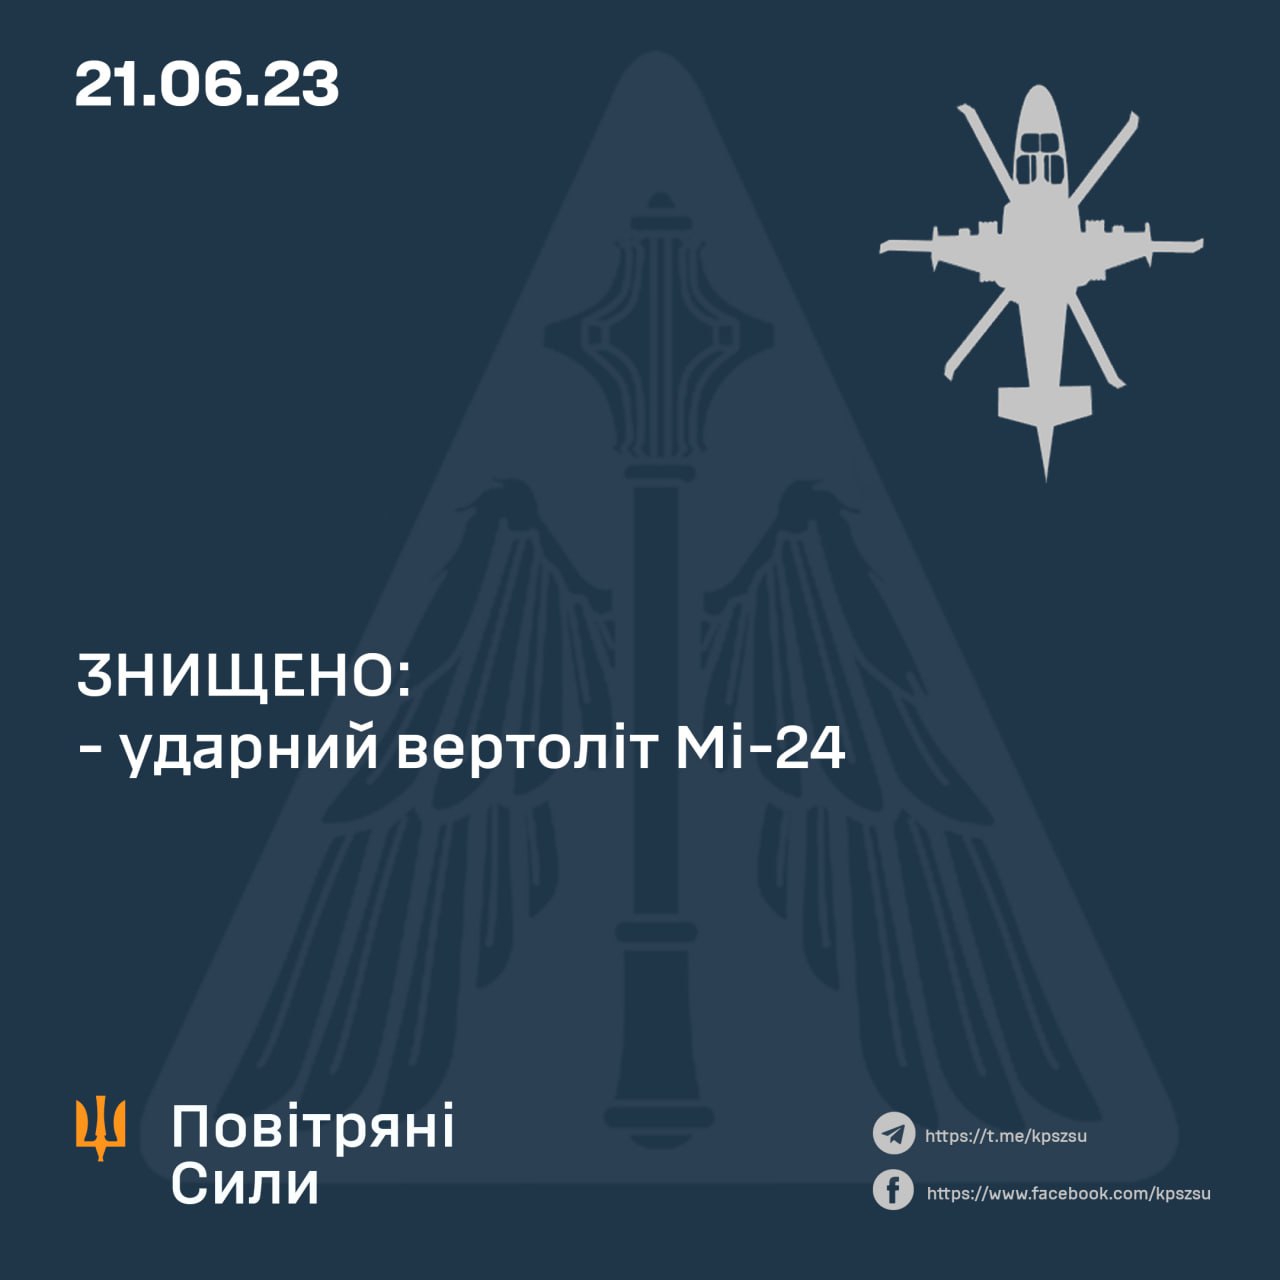 21.06.23
ЗНИЩЕНО:
- ударний вертоліт Мі-24
Повітряні
Сили
https://t.me/kpszsu
https://www.facebook.com/kpszsu